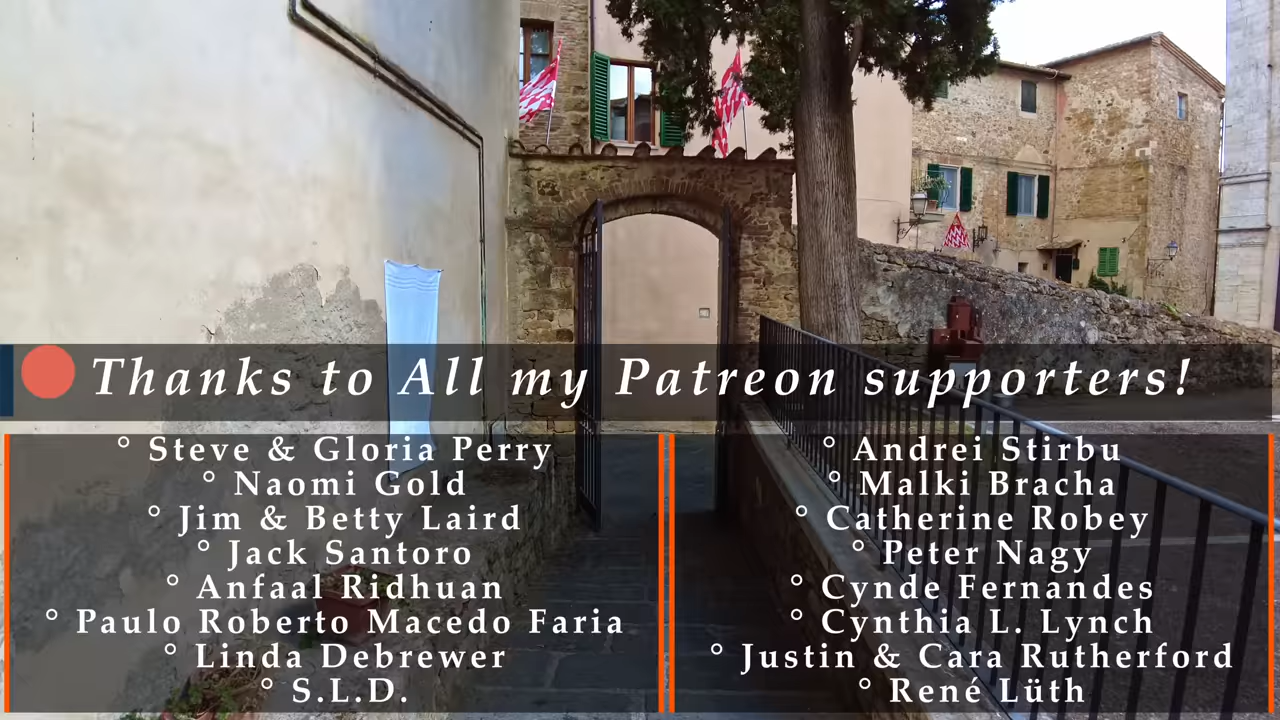 Thanks to All my Patreon supporters!
° Steve & Gloria Perry
° Naomi Gold
° Jim & Betty Laird
° Jack Santoro
° Anfaal Ridhuan
° Paulo Roberto Macedo Faria
° Linda Debrewer
° S.L.D.
° Andrei Stirbu
° Malki Bracha
° Catherine Robey
° Peter Nagy
° Cynde Fernandes
° Cynthia L. Lynch
° Justin & Cara Rutherford
° René Lüth